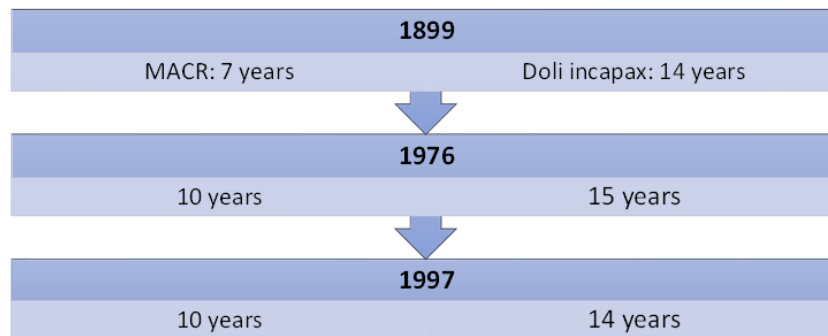 1899
MACR: 7 years Doli incapax: 14 years
1976
10 years 15 years
1997
10 years 14 years